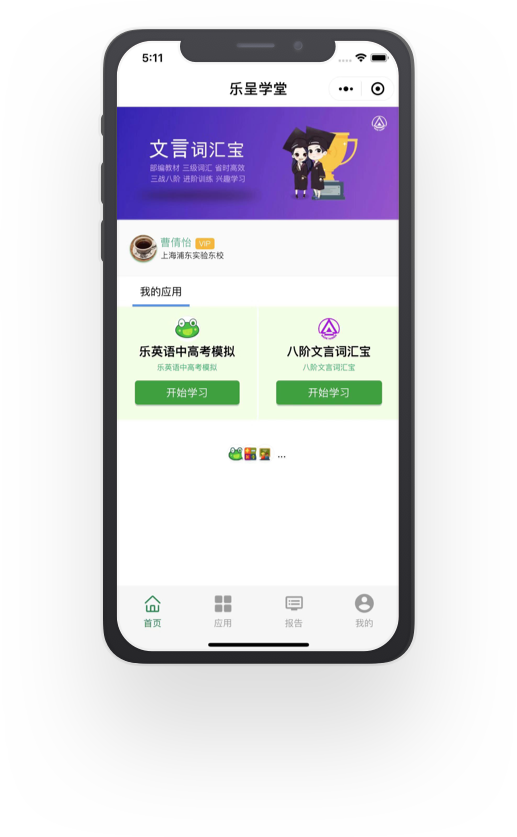 5:11
乐呈学堂
文言词汇宝
部编教材 三级词汇 省时高效
三战八阶 进阶训练 兴趣学习
曹倩怡 VIP
上海浦东实验东校
我的应用
乐英语中高考模拟
乐英语中高考模拟
开始学习
八阶文言词汇宝
八阶文言词汇宝
开始学习
...
首页
应用
报告
我的